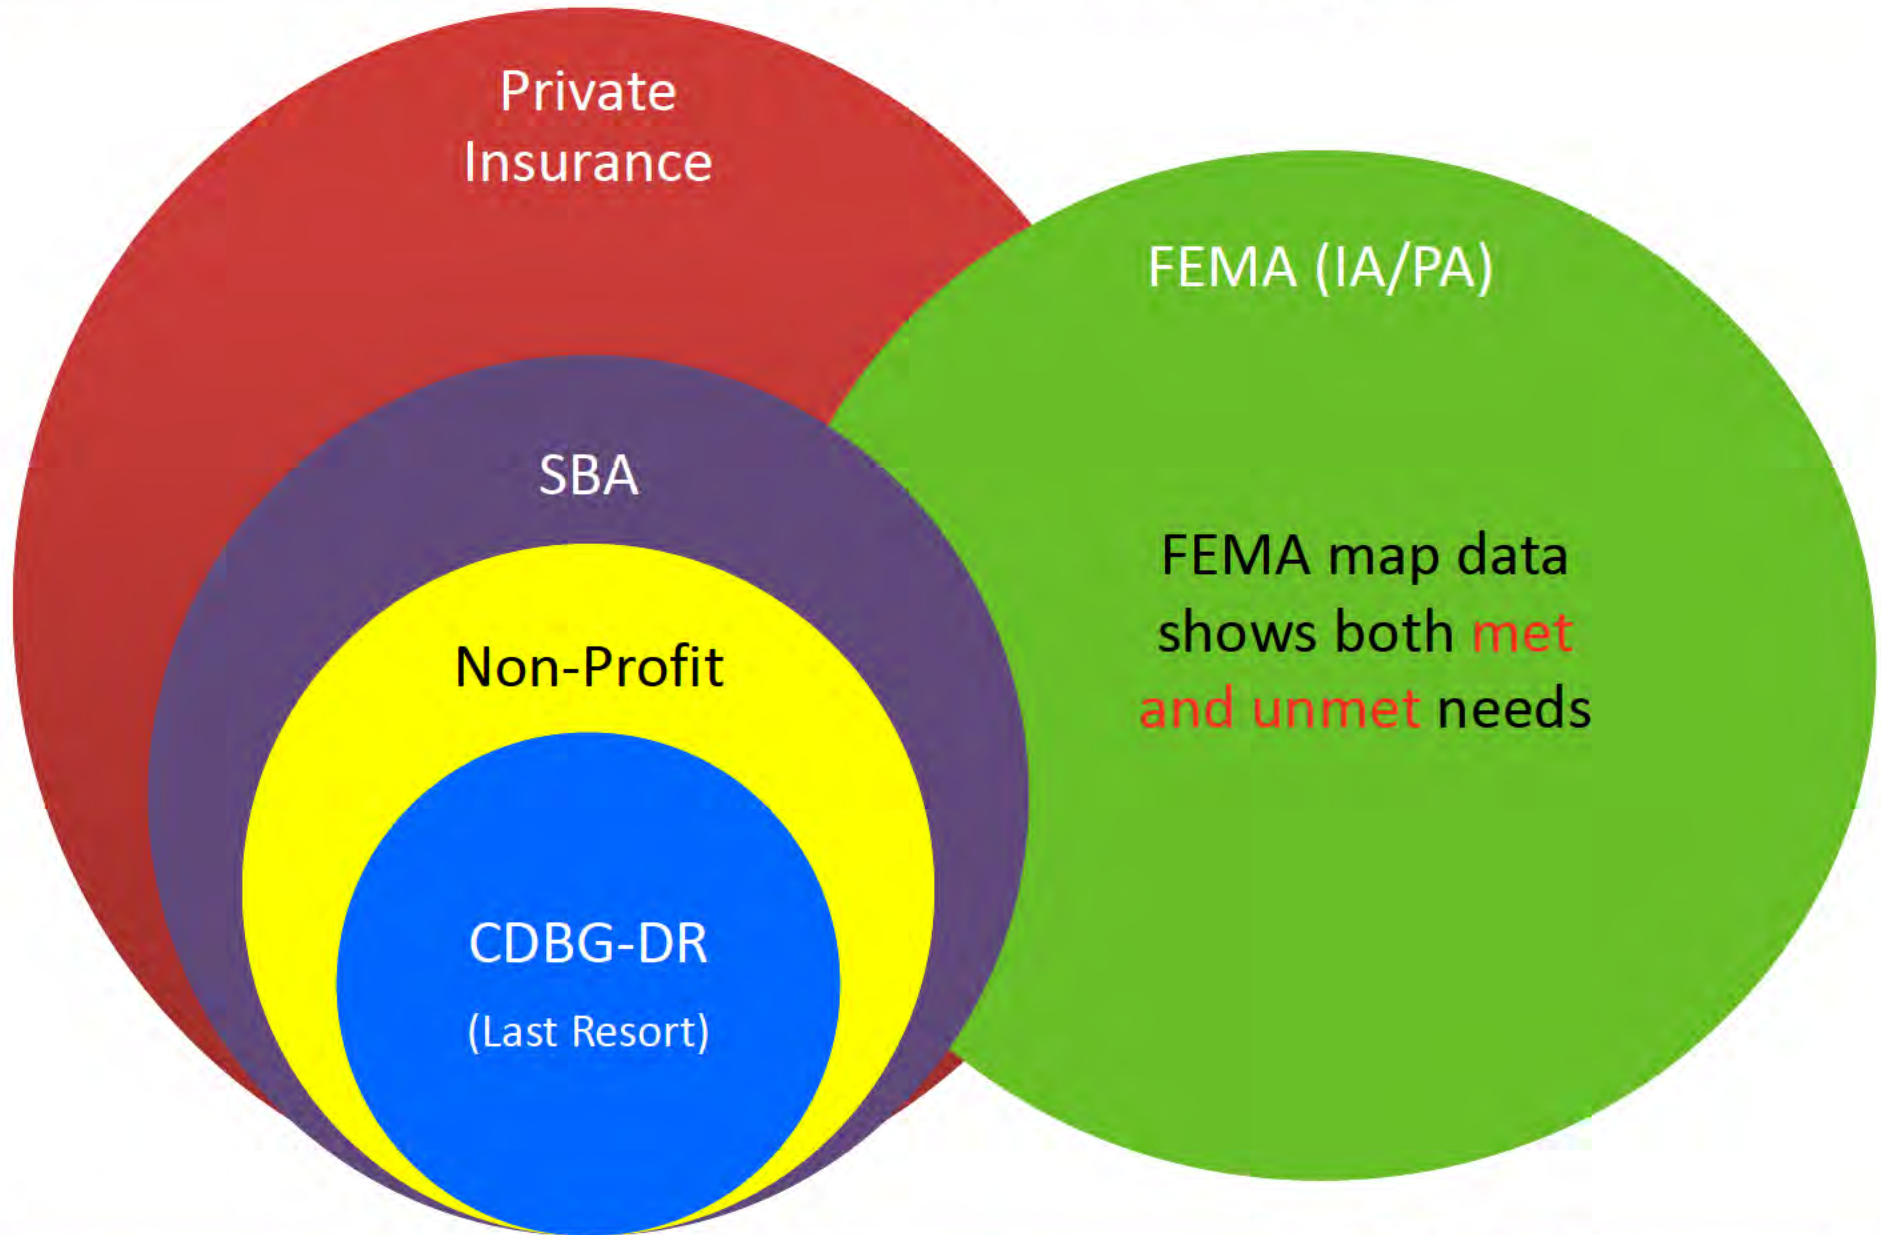 Private
Insurance
FEMA (IA/PA)
SBA
FEMA map data
shows both met
and unmet needs
Non-Profit
CDBG-DR
(Last Resort)